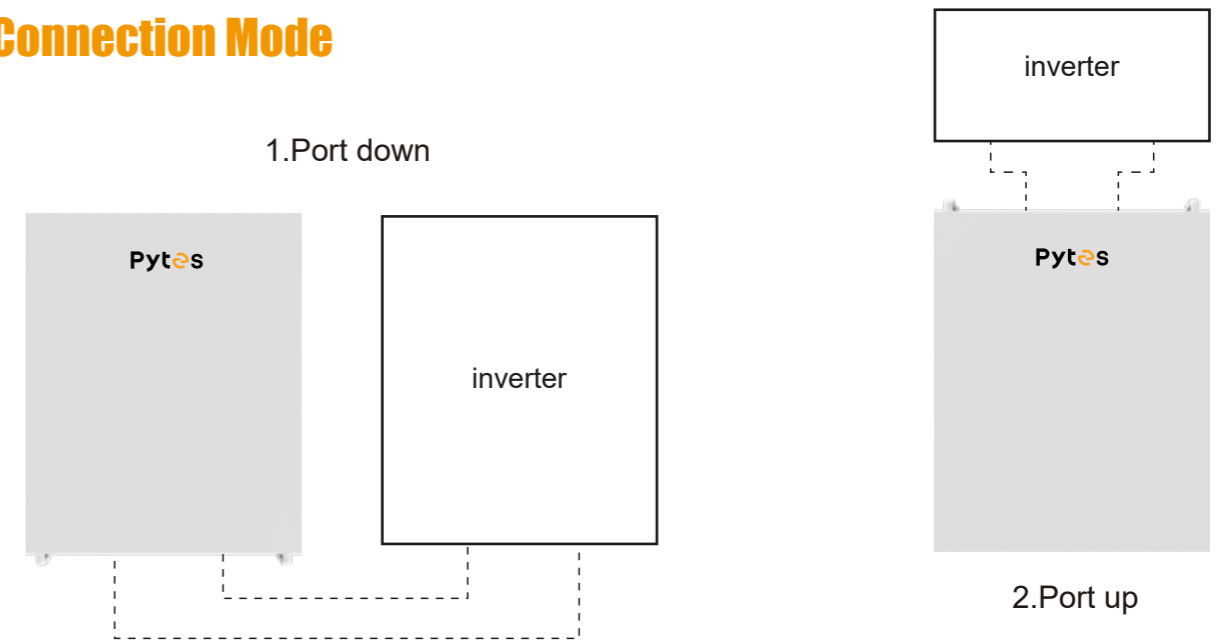 Connection Mode
inverter
1.Port down
Pytes
Pytes
inverter
2.Port up